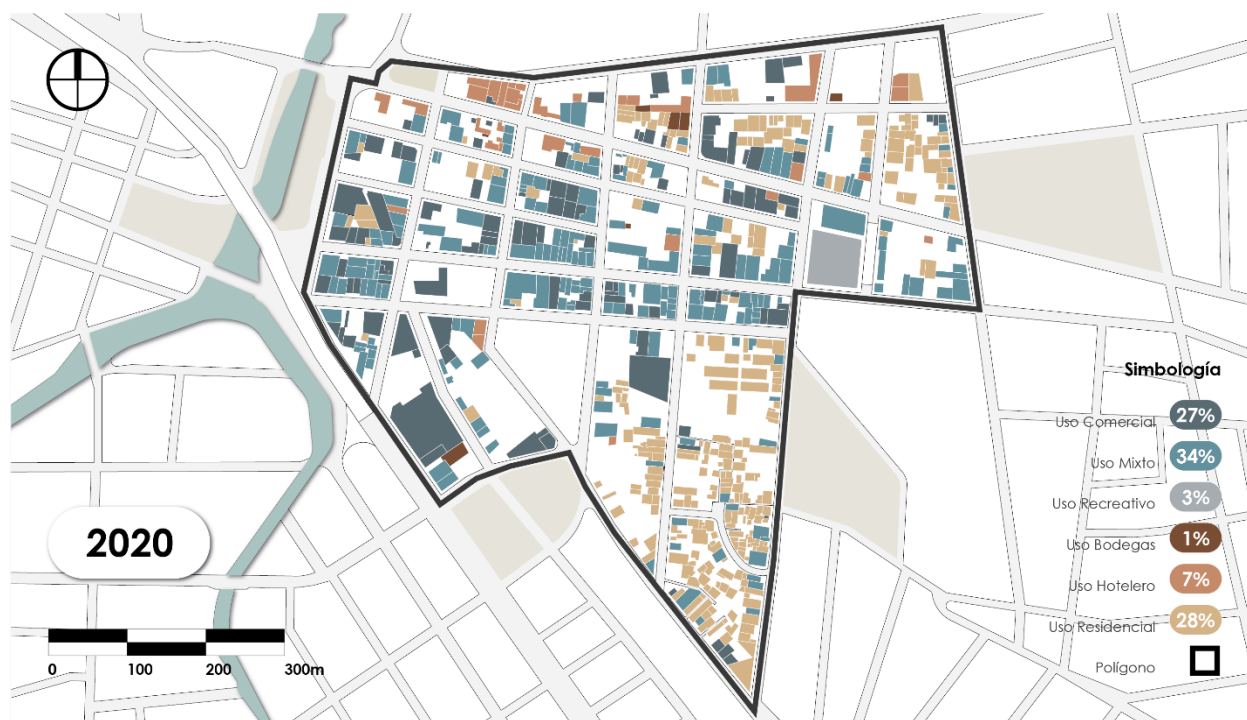 Simbología
Uso Comercial 27%
Uso Mixto 34%
Uso Recreativo 3%
Uso Bodegas 1%
Uso Hotelero 7%
Uso Residencial 28%
Polígono
2020
0 100 200 300m